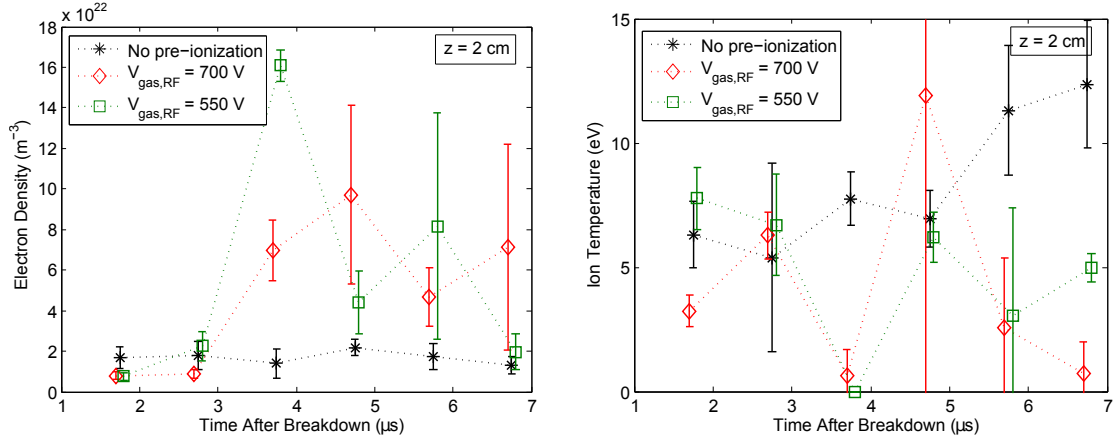 x 10²²
18
16
14
12
10
8
6
4
2
0
Electron Density (m⁻³)
No pre−ionization
V_gas,RF = 700 V
V_gas,RF = 550 V
z = 2 cm
1 2 3 4 5 6 7
Time After Breakdown (µs)
15
10
5
0
Ion Temperature (eV)
No pre−ionization
V_gas,RF = 700 V
V_gas,RF = 550 V
z = 2 cm
1 2 3 4 5 6 7
Time After Breakdown (µs)